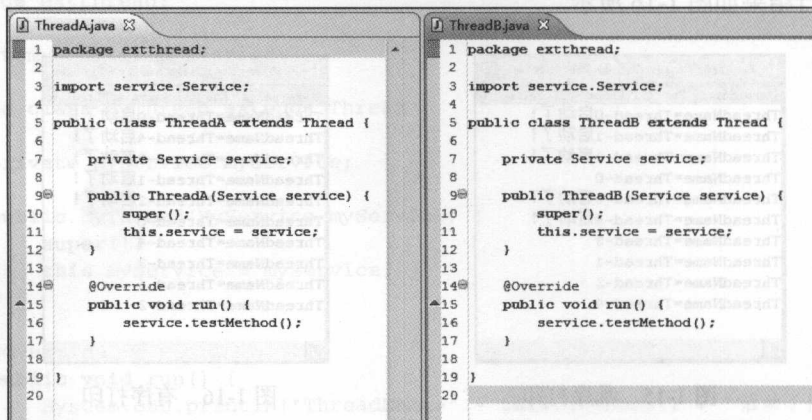 ThreadA.java
1 package extthread;
2
3 import service.Service;
4
5 public class ThreadA extends Thread {
6
7 private Service service;
8
9 public ThreadA(Service service) {
10 super();
11 this.service = service;
12 }
13
14 @Override
15 public void run() {
16 service.testMethod();
17 }
18
19 }
20
ThreadB.java
1 package extthread;
2
3 import service.Service;
4
5 public class ThreadB extends Thread {
6
7 private Service service;
8
9 public ThreadB(Service service) {
10 super();
11 this.service = service;
12 }
13
14 @Override
15 public void run() {
16 service.testMethod();
17 }
18
19 }
20